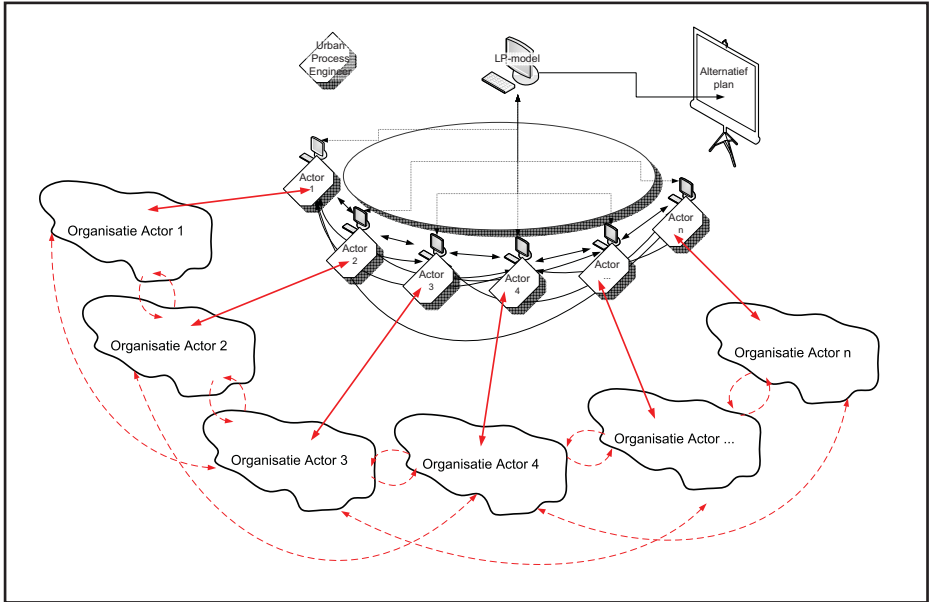 Urban
Process
Engineer
LP-model
Alternatief
plan
Actor
1
Actor
2
Actor
3
Actor
4
Actor
...
Actor
n
Organisatie Actor 1
Organisatie Actor 2
Organisatie Actor 3
Organisatie Actor 4
Organisatie Actor ...
Organisatie Actor n